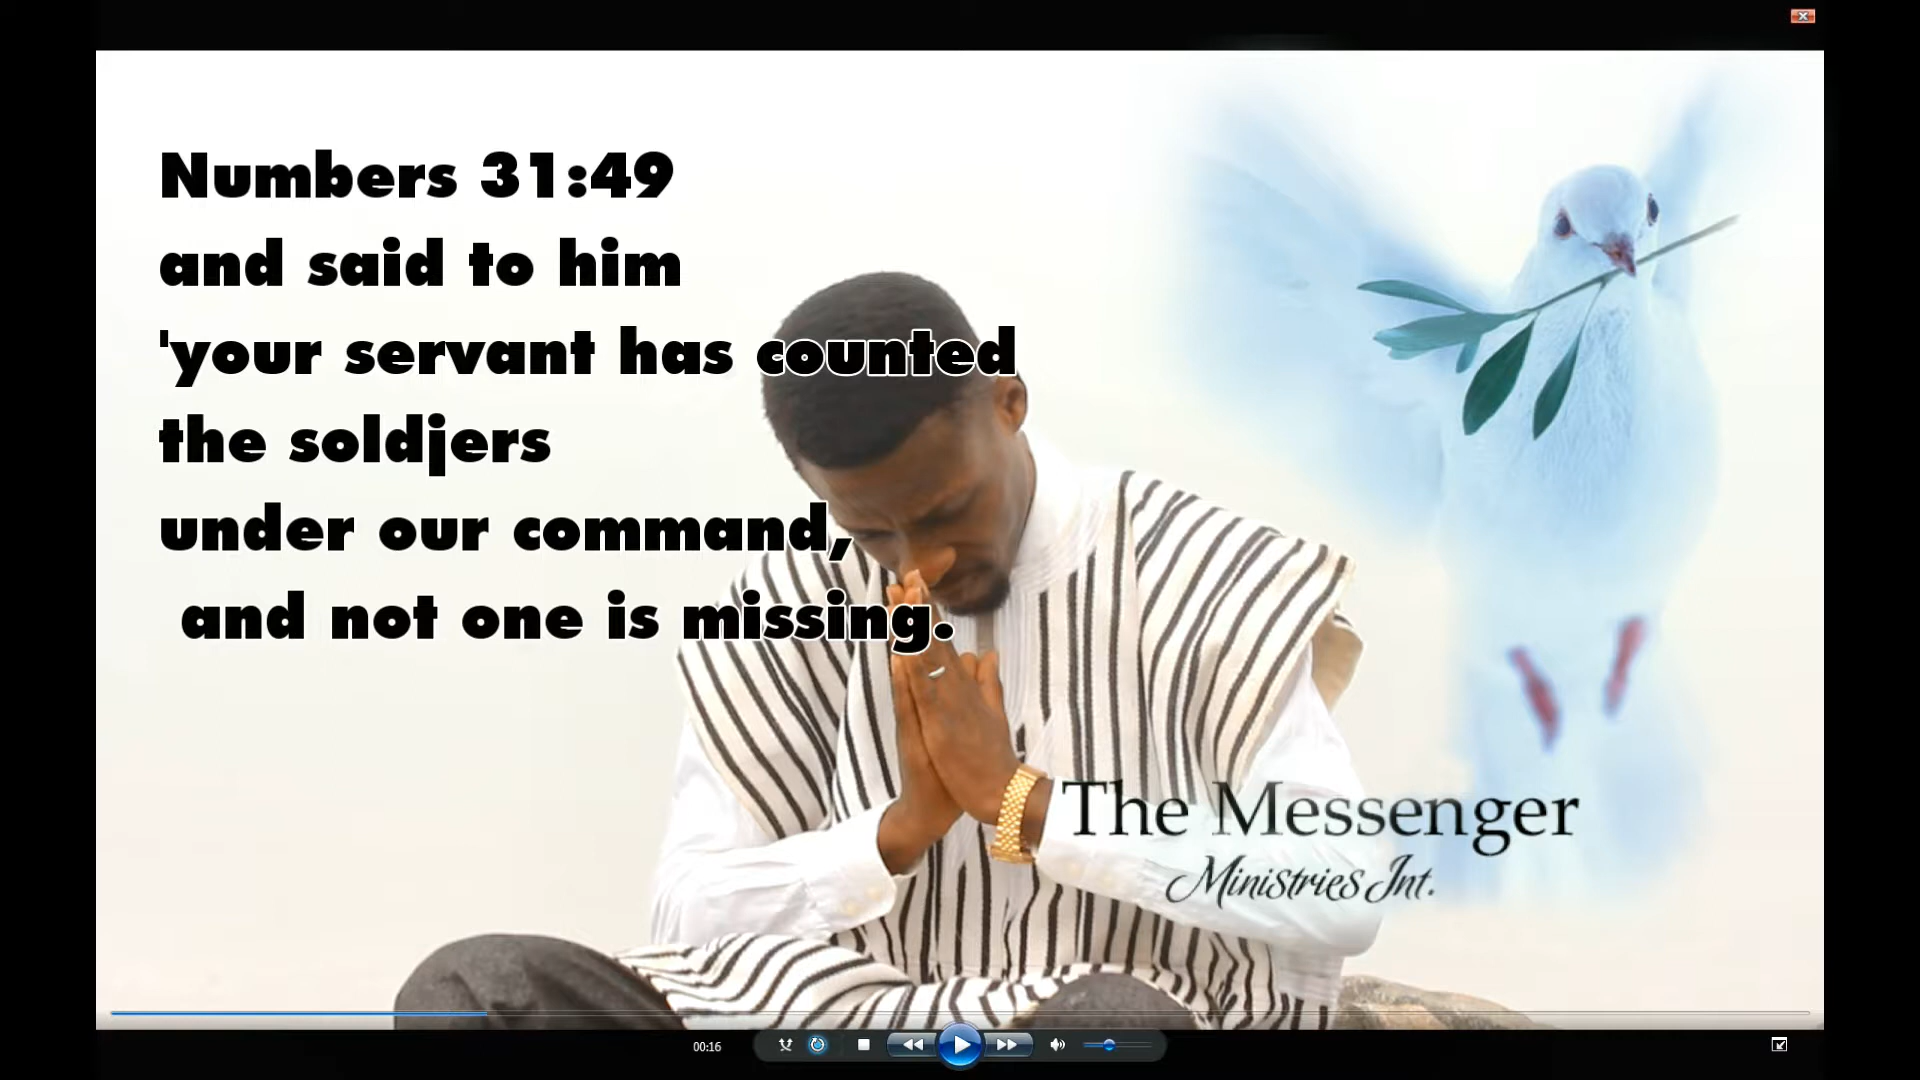 Numbers 31:49
and said to him
'your servant has counted
the soldjers
under our command,
and not one is missing.
The Messenger
Ministries Int.
00:16